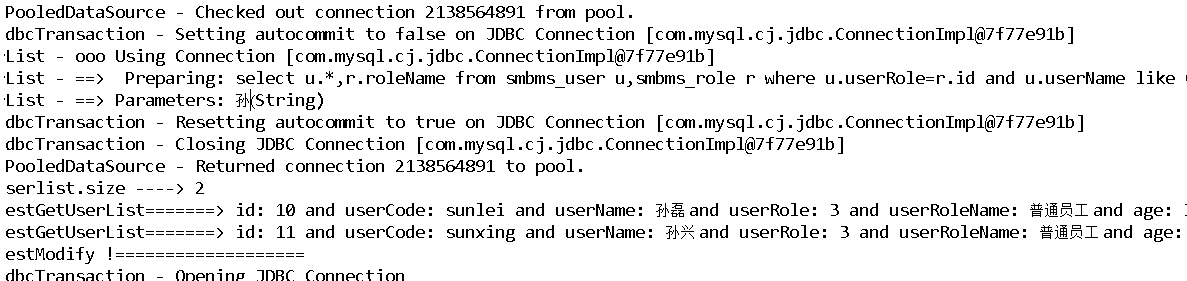 PooledDataSource - Checked out connection 2138564891 from pool.
dbcTransaction - Setting autocommit to false on JDBC Connection [com.mysql.cj.jdbc.ConnectionImpl@7f77e91b]
List - ooo Using Connection [com.mysql.cj.jdbc.ConnectionImpl@7f77e91b]
List - ==>  Preparing: select u.*,r.roleName from smbms_user u,smbms_role r where u.userRole=r.id and u.userName like
List - ==> Parameters: 孙(String)
dbcTransaction - Resetting autocommit to true on JDBC Connection [com.mysql.cj.jdbc.ConnectionImpl@7f77e91b]
dbcTransaction - Closing JDBC Connection [com.mysql.cj.jdbc.ConnectionImpl@7f77e91b]
PooledDataSource - Returned connection 2138564891 to pool.
serlist.size ----> 2
estGetUserList=======> id: 10 and userCode: sunlei and userName: 孙磊 and userRole: 3 and userRoleName: 普通员工 and age:
estGetUserList=======> id: 11 and userCode: sunxing and userName: 孙兴 and userRole: 3 and userRoleName: 普通员工 and age:
estModify !===================
dbcTransaction - Opening JDBC Connection